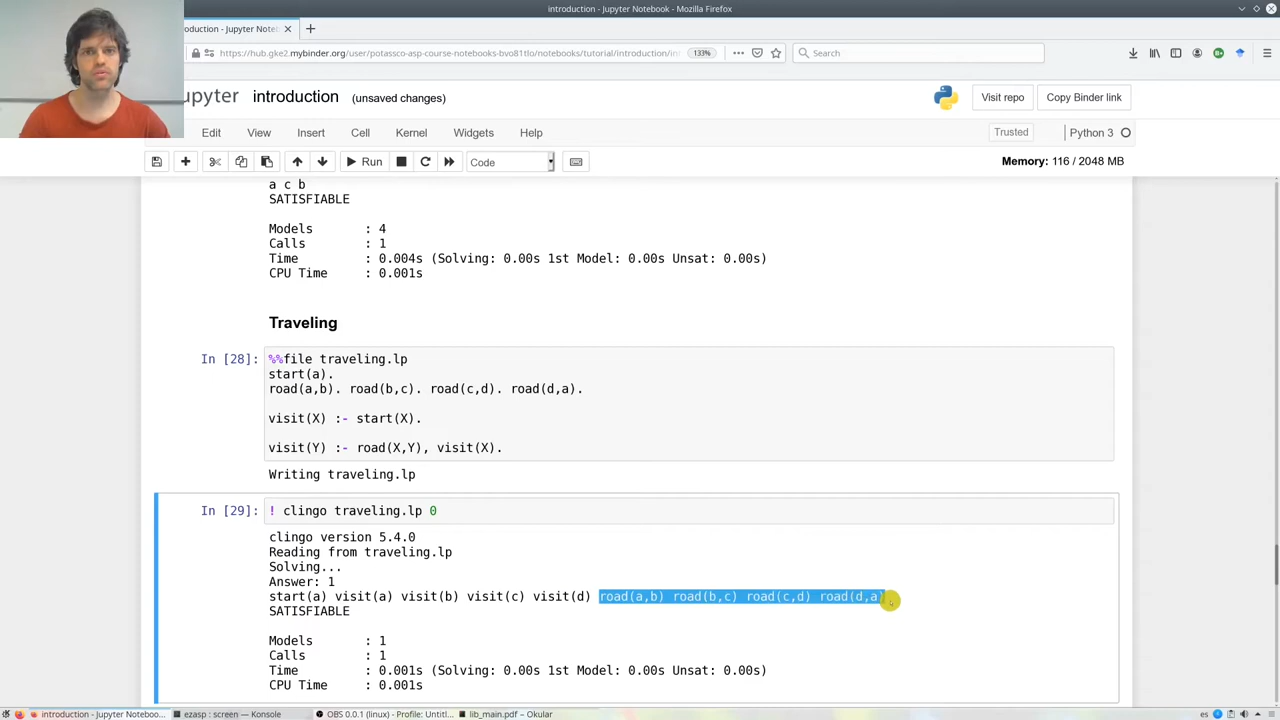 introduction - Jupyter Notebook - Mozilla Firefox
oduction - Jupyter Note
https://hub.gke2.mybinder.org/user/potassco-asp-course-notebooks-bvo81tlo/notebooks/tutorial/introduction/in
133%
Search
upyter introduction (unsaved changes)
Visit repo Copy Binder link
Edit View Insert Cell Kernel Widgets Help
Trusted Python 3
Run Code
Memory: 116 / 2048 MB
a c b
SATISFIABLE
Models : 4
Calls : 1
Time : 0.004s (Solving: 0.00s 1st Model: 0.00s Unsat: 0.00s)
CPU Time : 0.001s
Traveling
In [28]: %%file traveling.lp
start(a).
road(a,b). road(b,c). road(c,d). road(d,a).
visit(X) :- start(X).
visit(Y) :- road(X,Y), visit(X).
Writing traveling.lp
In [29]: ! clingo traveling.lp 0
clingo version 5.4.0
Reading from traveling.lp
Solving...
Answer: 1
start(a) visit(a) visit(b) visit(c) visit(d) road(a,b) road(b,c) road(c,d) road(d,a)
SATISFIABLE
Models : 1
Calls : 1
Time : 0.001s (Solving: 0.00s 1st Model: 0.00s Unsat: 0.00s)
CPU Time : 0.001s
introduction - Jupyter Noteboo... ezasp : screen — Konsole OBS 0.0.1 (linux) - Profile: Untitl... lib_main.pdf – Okular es 12:00